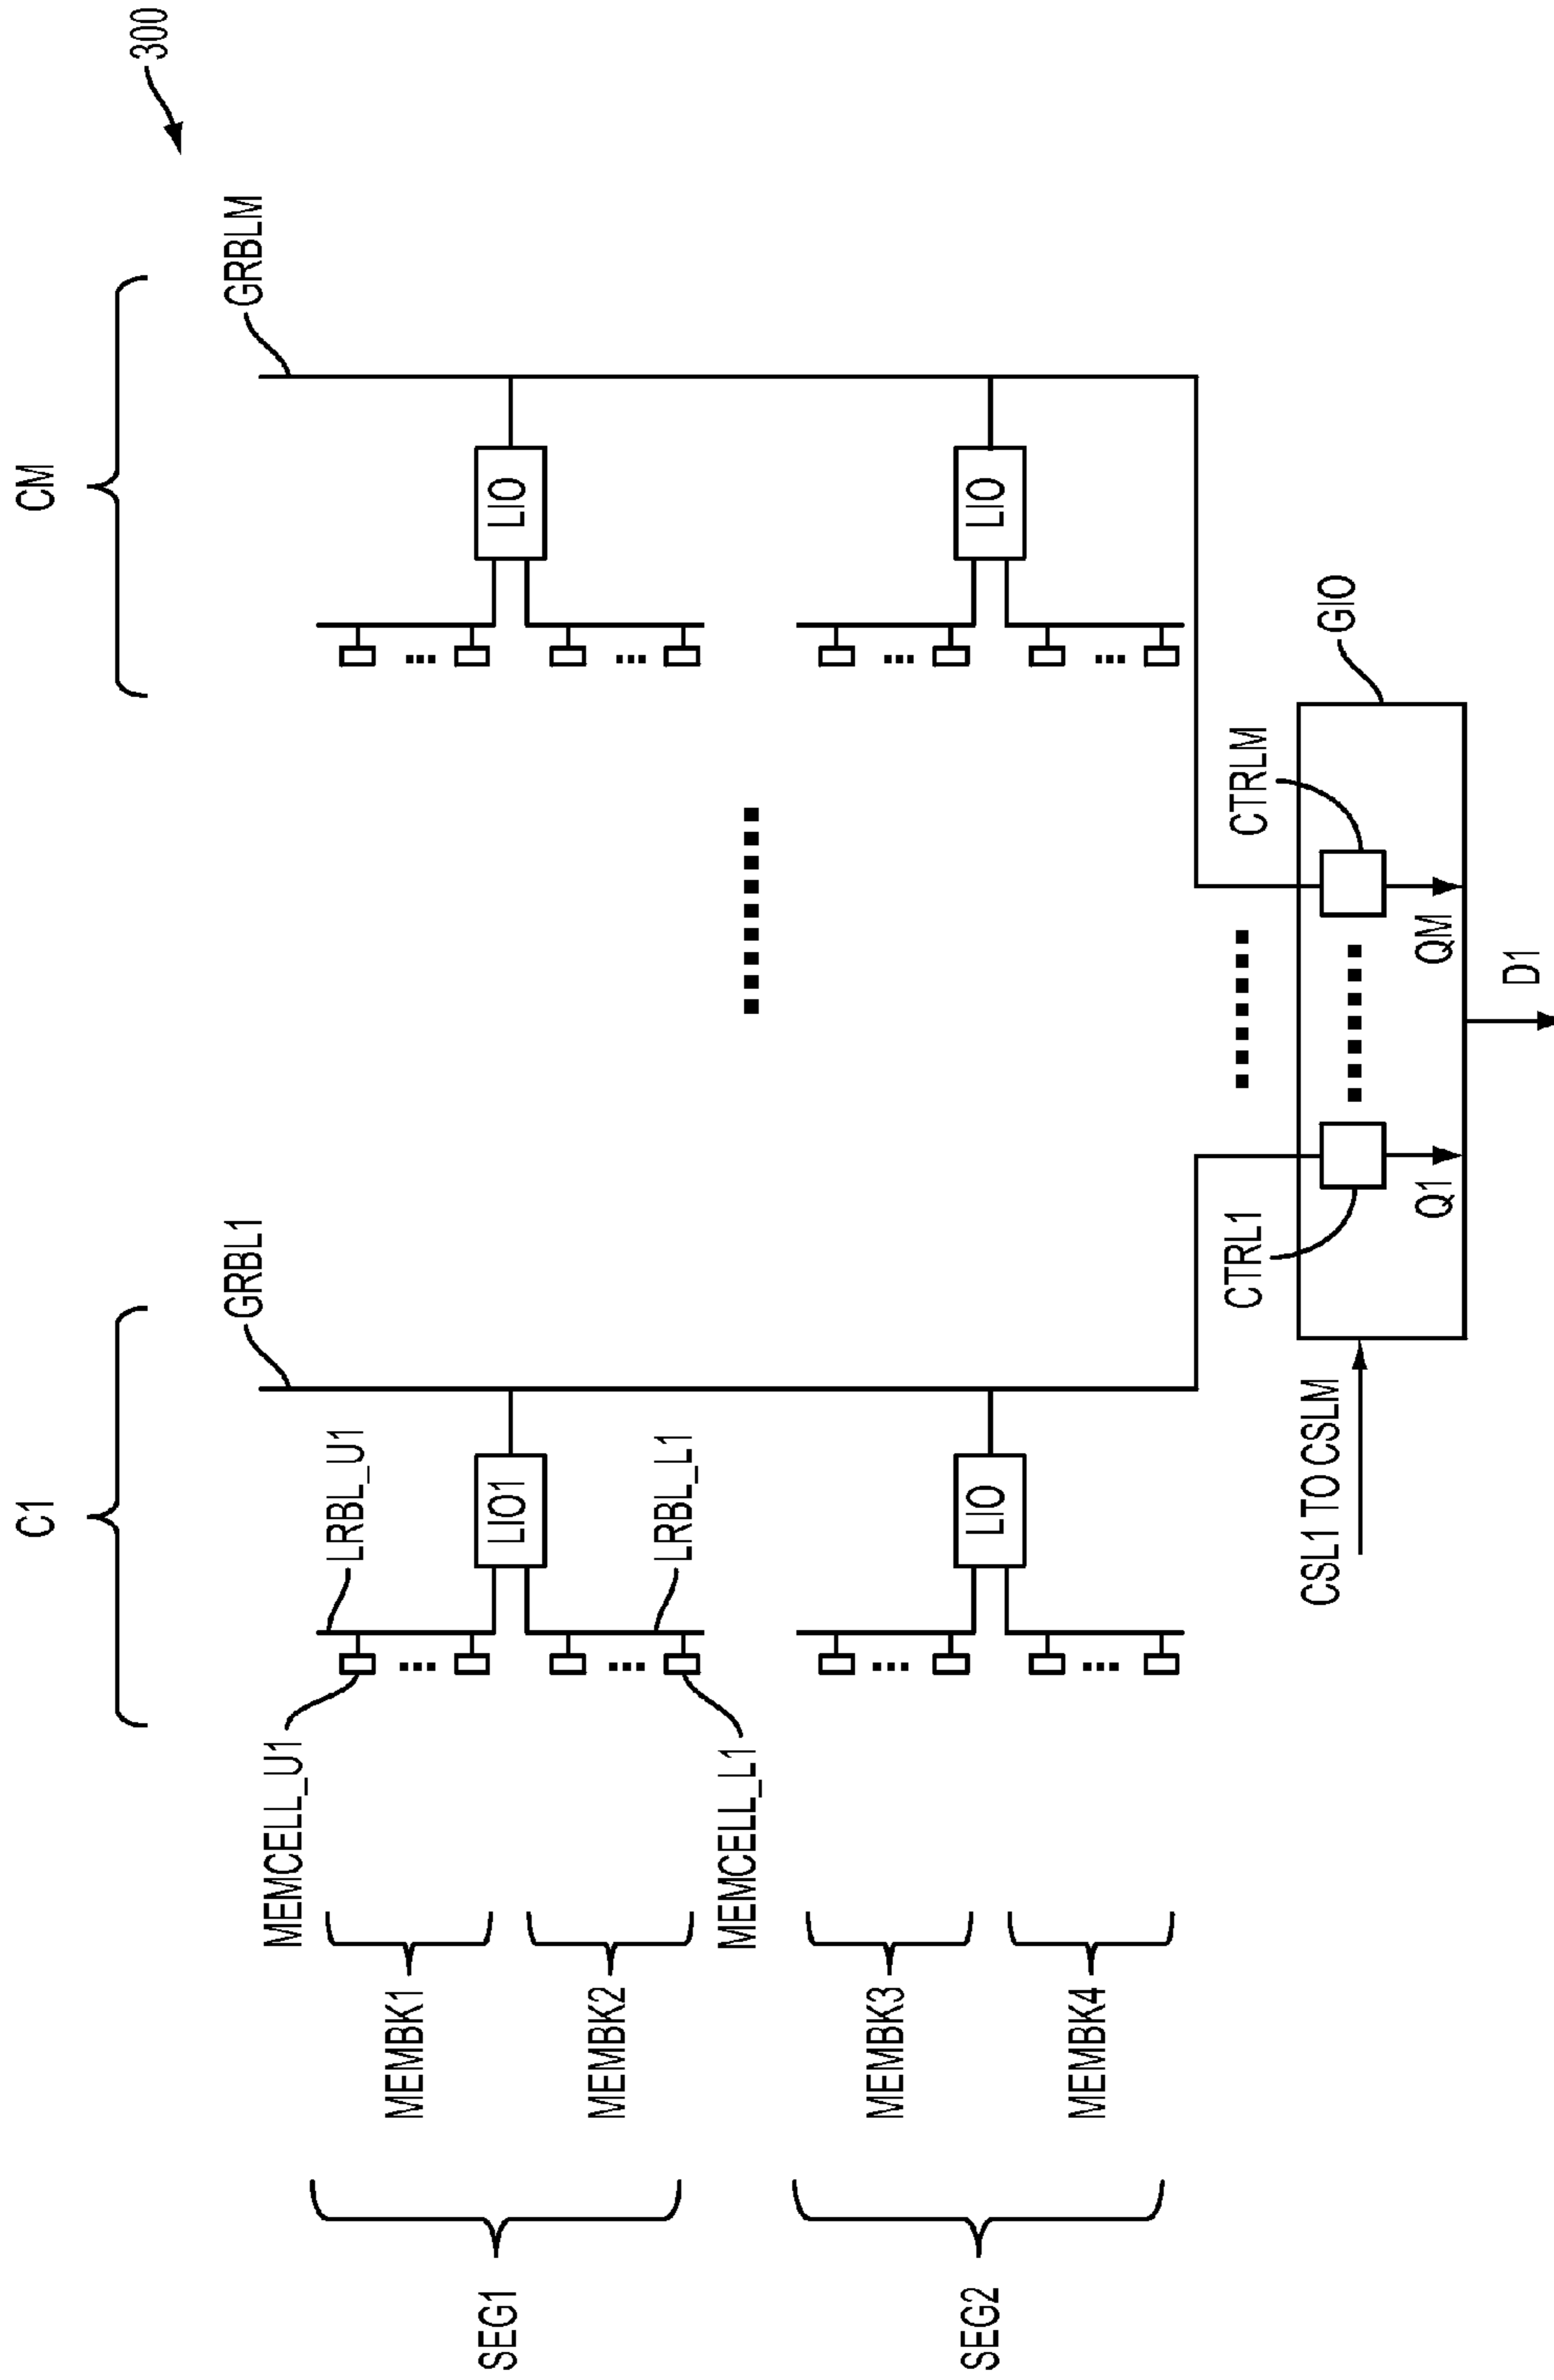 300
C1
CM
GRBL1
GRBLM
LRBL_U1
MEMCELL_U1
MEMBK1
LIO1
LIO
SEG1
MEMBK2
LRBL_L1
MEMCELL_L1
MEMBK3
LIO
LIO
SEG2
MEMBK4
CTRL1
CTRLM
GIO
CSL1 TO CSLM
Q1
QM
D1